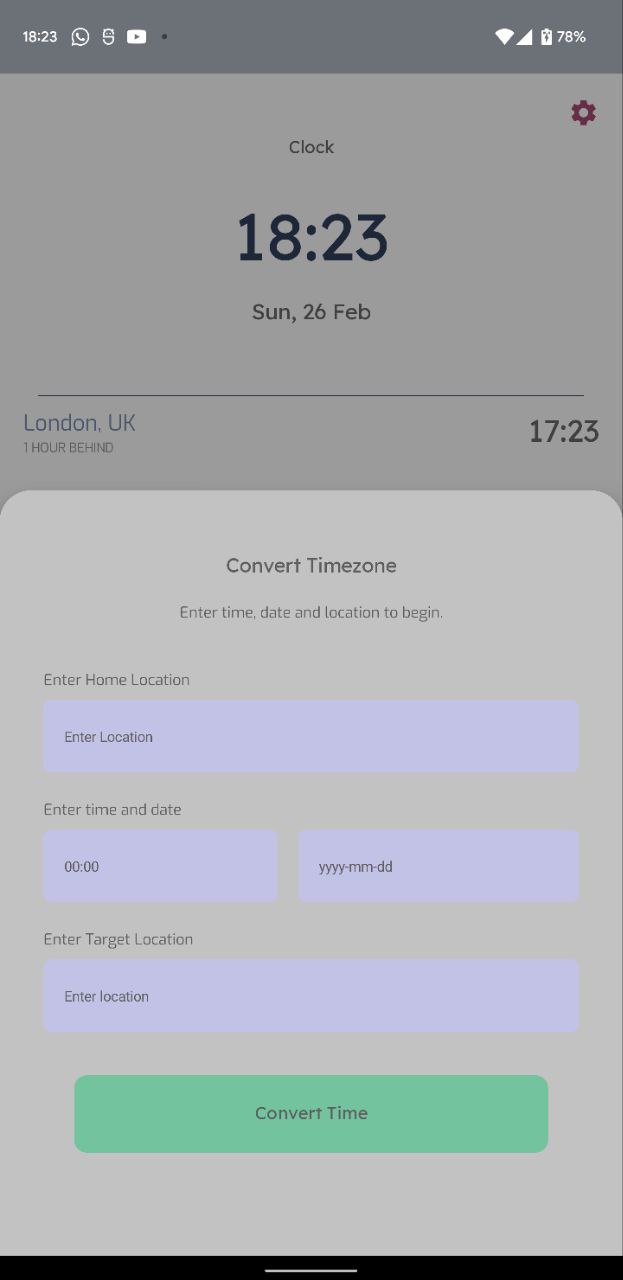 18:23 78%
Clock
18:23
Sun, 26 Feb
London, UK
1 HOUR BEHIND
17:23
Convert Timezone
Enter time, date and location to begin.
Enter Home Location
Enter Location
Enter time and date
00:00 yyyy-mm-dd
Enter Target Location
Enter location
Convert Time